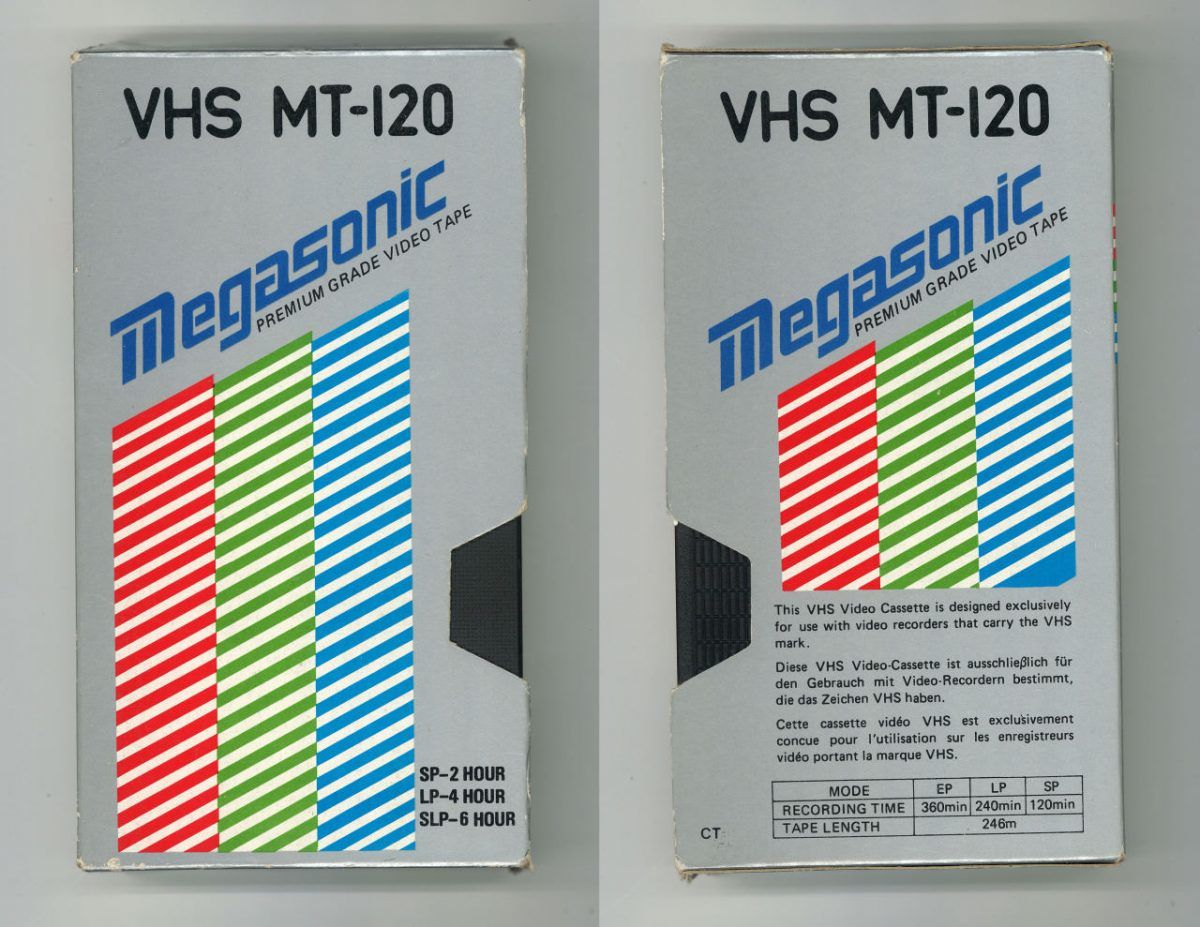 VHS MT-120
Megasonic
PREMIUM GRADE VIDEO TAPE
SP-2 HOUR
LP-4 HOUR
SLP-6 HOUR
VHS MT-120
Megasonic
PREMIUM GRADE VIDEO TAPE
This VHS Video Cassette is designed exclusively
for use with video recorders that carry the VHS
mark.
Diese VHS Video-Cassette ist ausschließlich für
den Gebrauch mit Video-Recordern bestimmt,
die das Zeichen VHS haben.
Cette cassette vidéo VHS est exclusivement
concue pour l'utilisation sur les enregistreurs
vidéo portant la marque VHS.
MODE EP LP SP
RECORDING TIME 360min 240min 120min
TAPE LENGTH 246m
CT